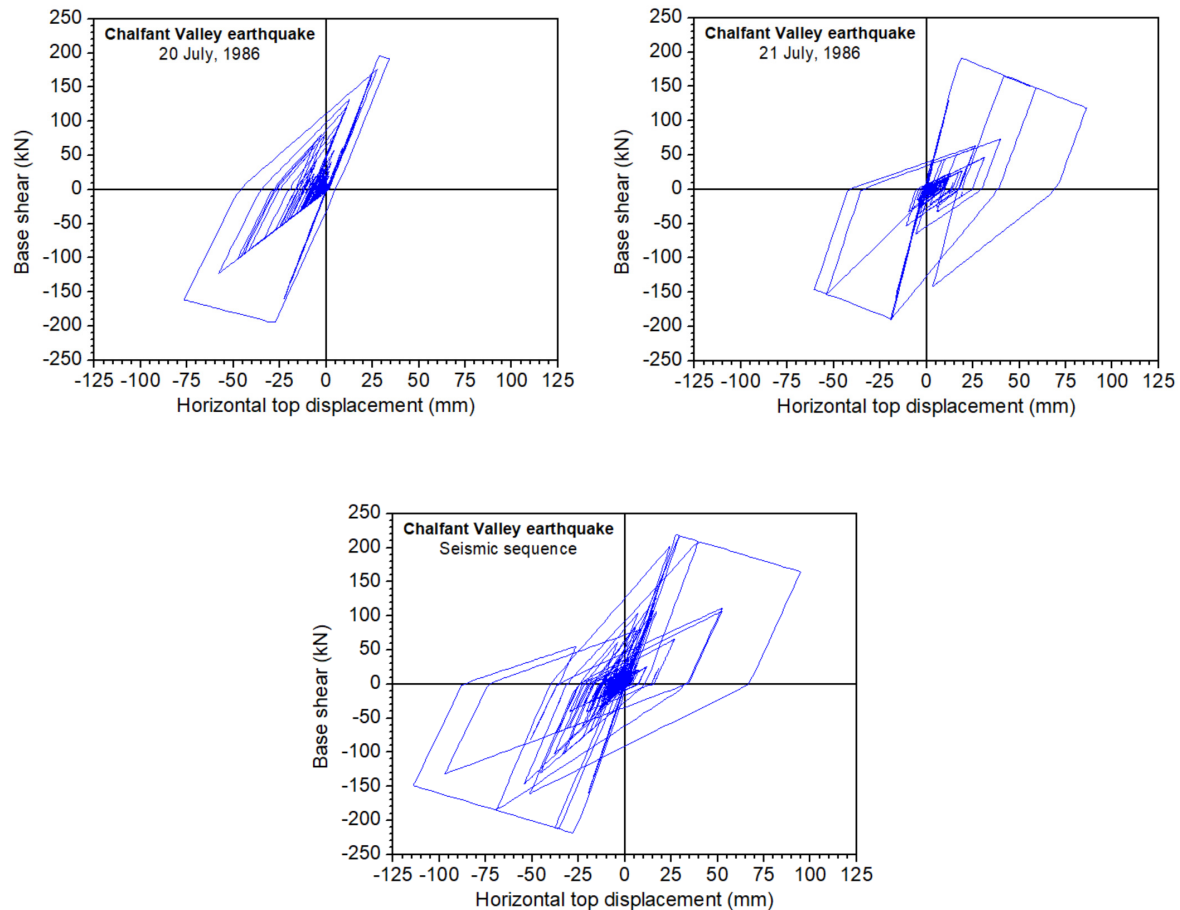 Chalfant Valley earthquake
20 July, 1986
250
200
150
100
50
0
-50
-100
-150
-200
-250
Base shear (kN)
-125 -100 -75 -50 -25 0 25 50 75 100 125
Horizontal top displacement (mm)
Chalfant Valley earthquake
21 July, 1986
250
200
150
100
50
0
-50
-100
-150
-200
-250
Base shear (kN)
-125 -100 -75 -50 -25 0 25 50 75 100 125
Horizontal top displacement (mm)
Chalfant Valley earthquake
Seismic sequence
250
200
150
100
50
0
-50
-100
-150
-200
-250
Base shear (kN)
-125 -100 -75 -50 -25 0 25 50 75 100 125
Horizontal top displacement (mm)